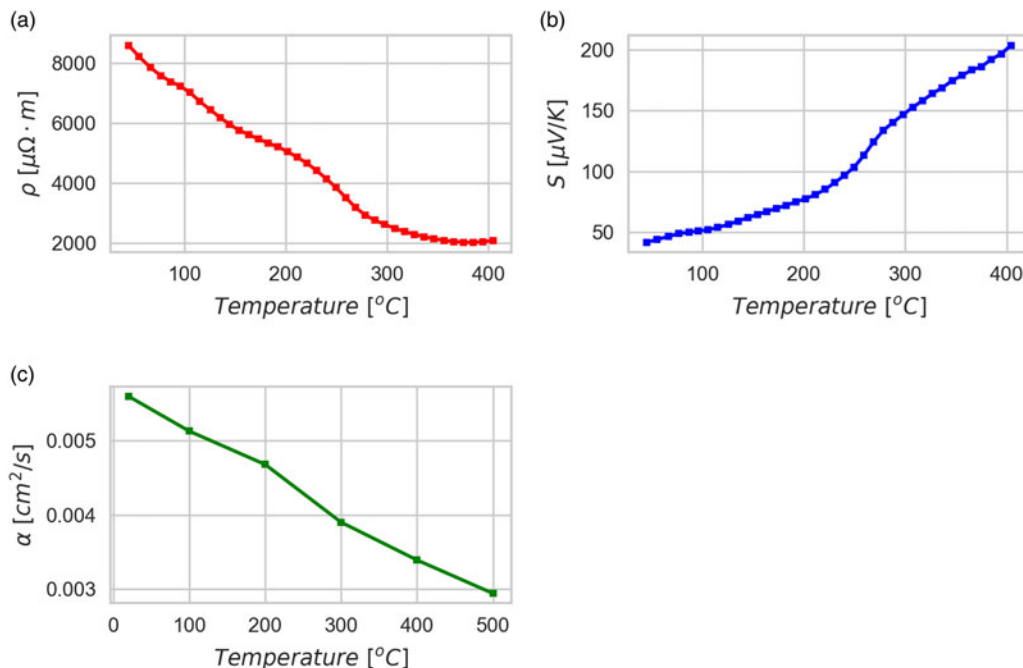 (a)
8000
6000
4000
2000
ρ [μΩ · m]
100 200 300 400
Temperature [°C]
(b)
200
150
100
50
S [μV/K]
100 200 300 400
Temperature [°C]
(c)
0.005
0.004
0.003
α [cm²/s]
0 100 200 300 400 500
Temperature [°C]